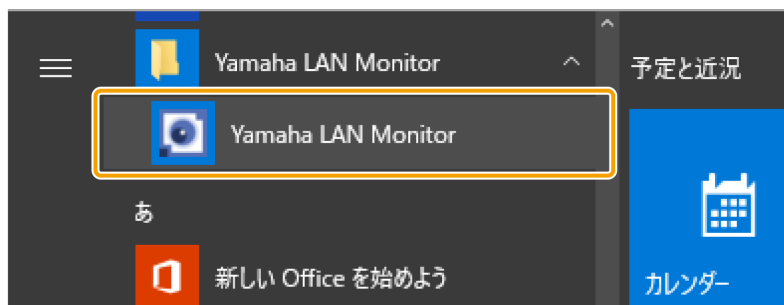 Yamaha LAN Monitor
予定と近況
Yamaha LAN Monitor
あ
新しい Office を始めよう
カレンダー